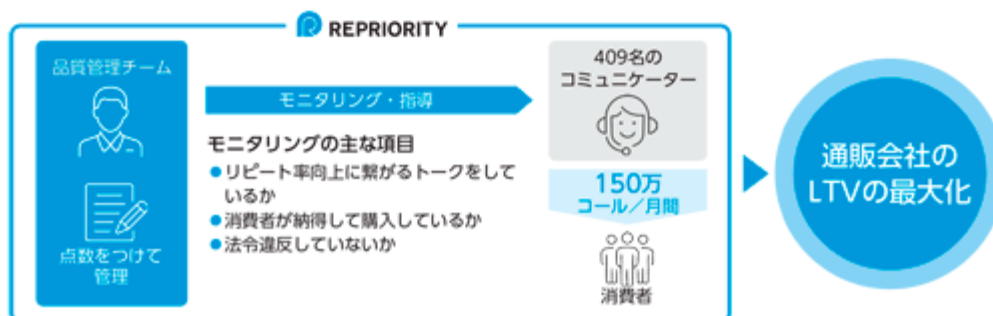 REPRIORITY
品質管理チーム
点数をつけて
管理
モニタリング・指導
モニタリングの主な項目
●リピート率向上に繋がるトークをして
いるか
●消費者が納得して購入しているか
●法令違反していないか
409名の
コミュニケーター
150万
コール／月間
消費者
通販会社の
LTVの最大化